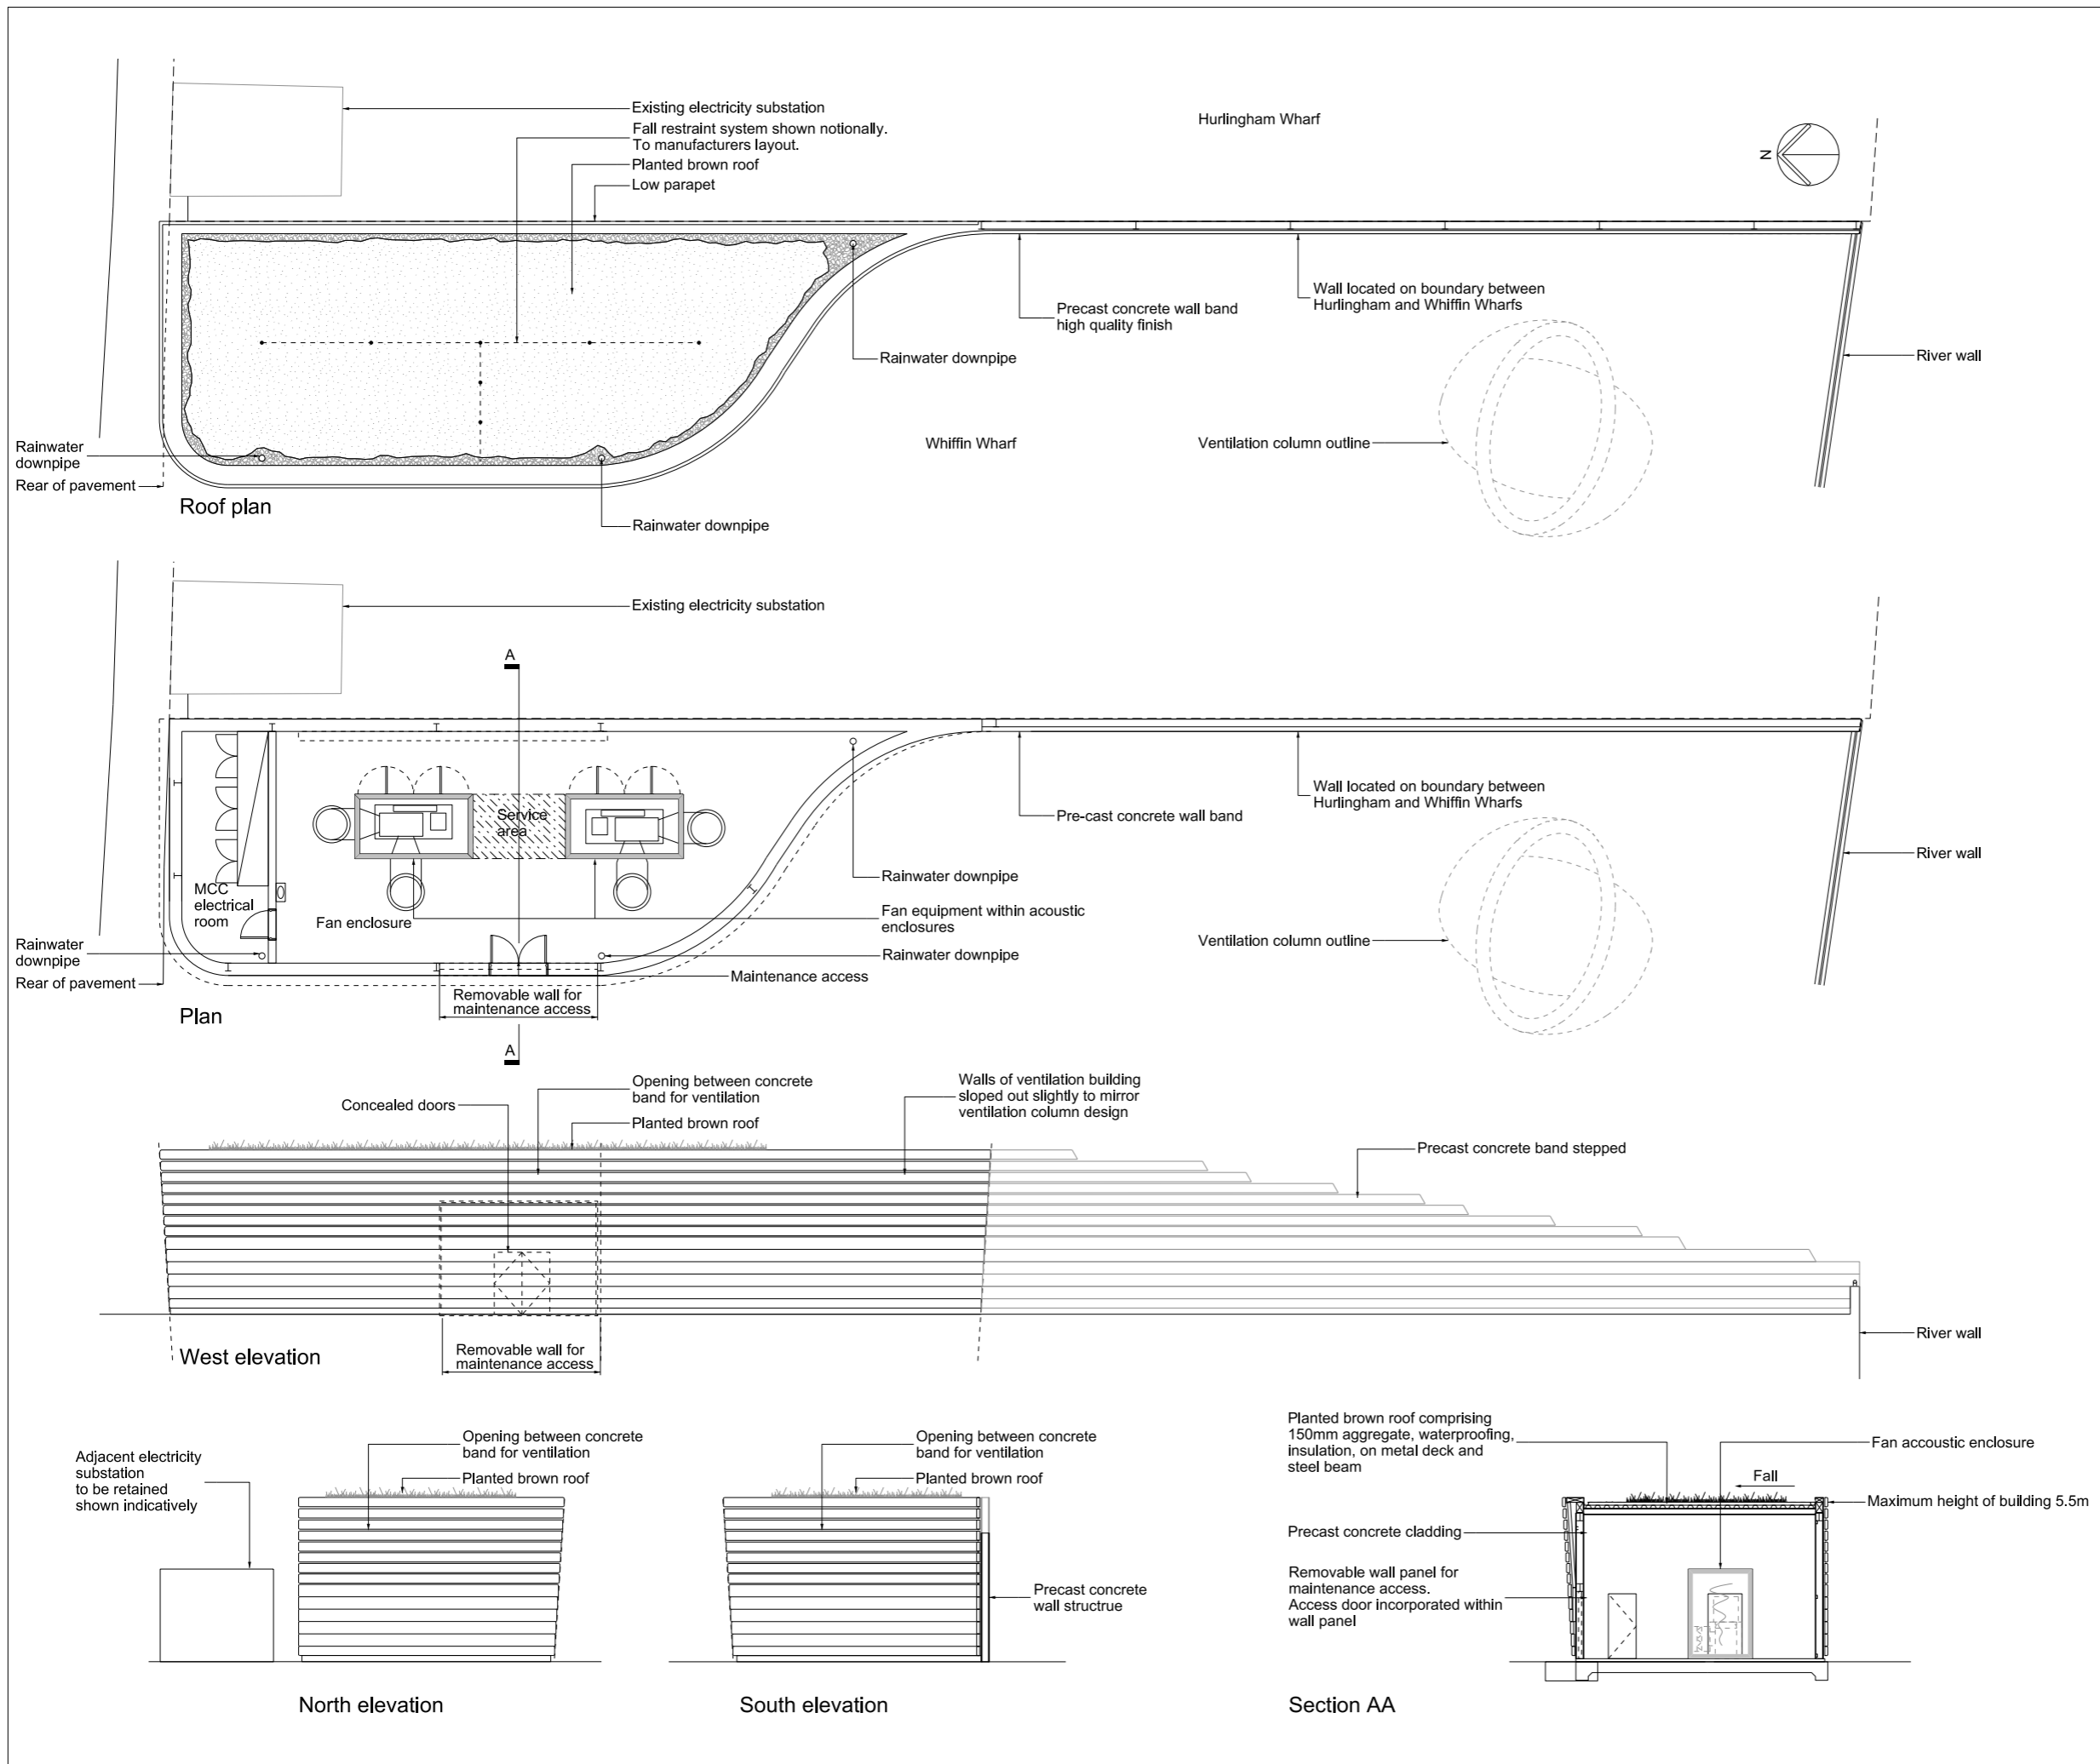 Existing electricity substation
Fall restraint system shown notionally.
To manufacturers layout.
Planted brown roof
Low parapet
Hurlingham Wharf
N
Precast concrete wall band
high quality finish
Wall located on boundary between
Hurlingham and Whiffin Wharfs
Rainwater downpipe
River wall
Whiffin Wharf
Ventilation column outline
Rainwater
downpipe
Rear of pavement
Roof plan
Rainwater downpipe
Existing electricity substation
A
Service
area
Wall located on boundary between
Hurlingham and Whiffin Wharfs
Pre-cast concrete wall band
River wall
Rainwater downpipe
MCC
electrical
room
Fan enclosure
Fan equipment within acoustic
enclosures
Ventilation column outline
Rainwater
downpipe
Rainwater downpipe
Rear of pavement
Maintenance access
Removable wall for
maintenance access
Plan
A
Opening between concrete
band for ventilation
Walls of ventilation building
sloped out slightly to mirror
ventilation column design
Concealed doors
Planted brown roof
Precast concrete band stepped
River wall
West elevation
Removable wall for
maintenance access
Adjacent electricity
substation
to be retained
shown indicatively
Opening between concrete
band for ventilation
Planted brown roof
North elevation
Opening between concrete
band for ventilation
Planted brown roof
Precast concrete
wall structrue
South elevation
Planted brown roof comprising
150mm aggregate, waterproofing,
insulation, on metal deck and
steel beam
Fan accoustic enclosure
Fall
Maximum height of building 5.5m
Precast concrete cladding
Removable wall panel for
maintenance access.
Access door incorporated within
wall panel
Section AA